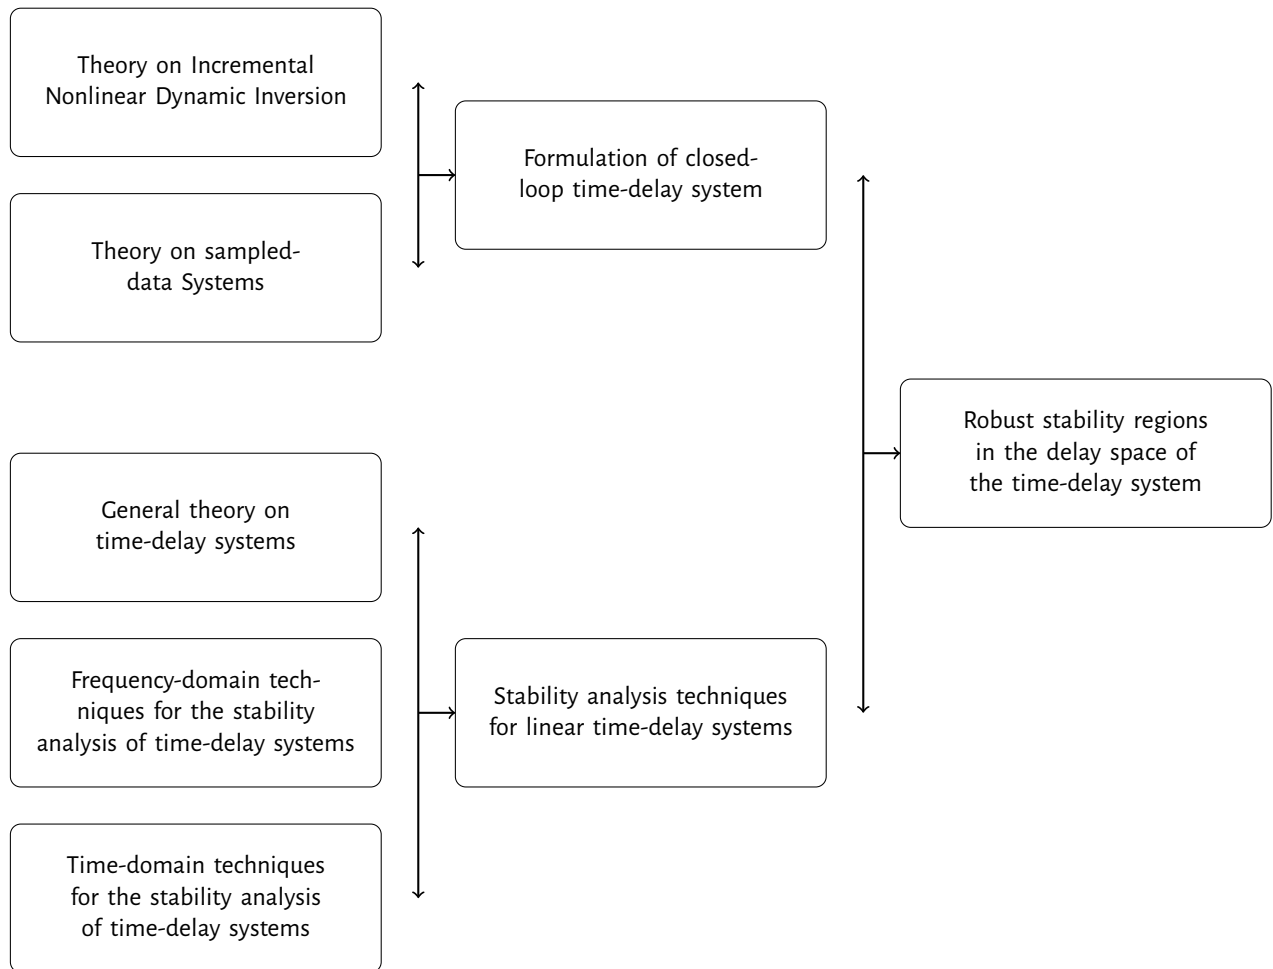 Theory on Incremental
Nonlinear Dynamic Inversion
Theory on sampled-
data Systems
Formulation of closed-
loop time-delay system
General theory on
time-delay systems
Frequency-domain tech-
niques for the stability
analysis of time-delay systems
Time-domain techniques
for the stability analysis
of time-delay systems
Stability analysis techniques
for linear time-delay systems
Robust stability regions
in the delay space of
the time-delay system